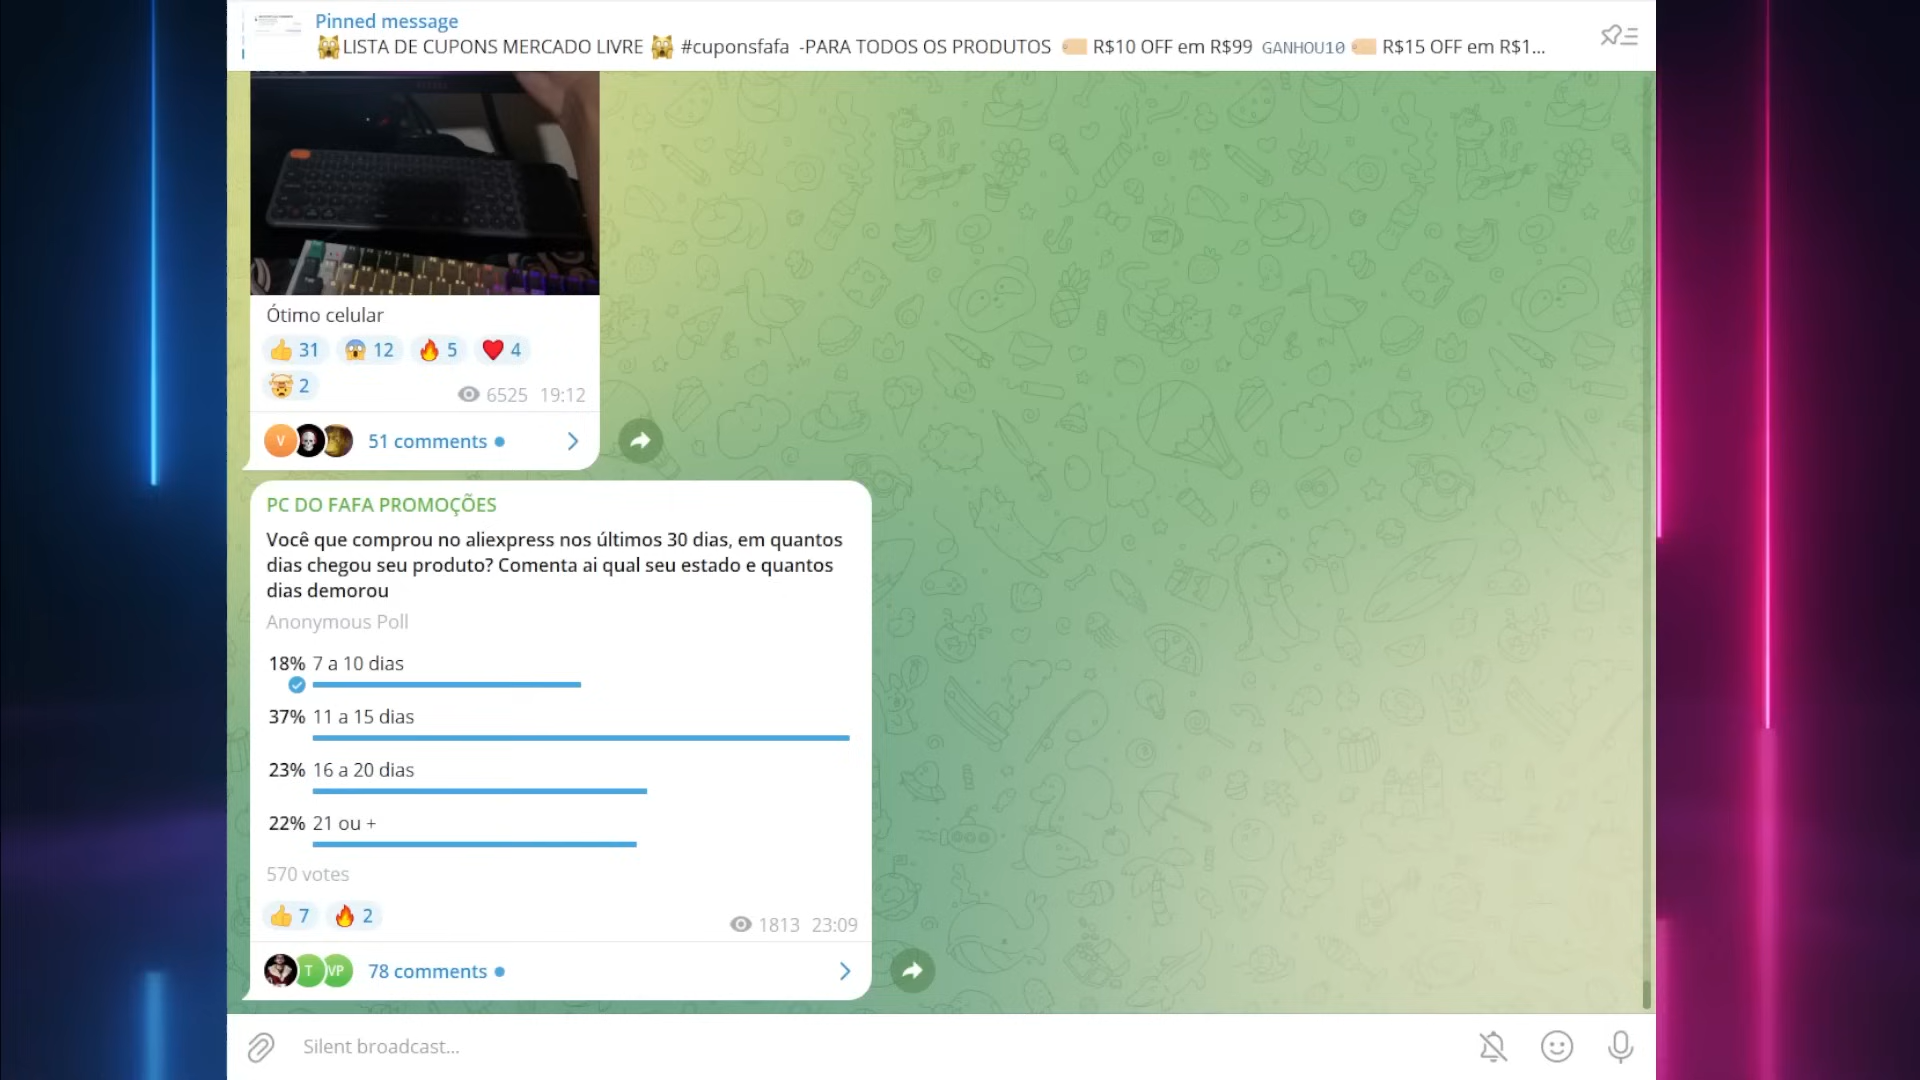 Pinned message
🙀LISTA DE CUPONS MERCADO LIVRE 🙀 #cuponsfafa -PARA TODOS OS PRODUTOS 🎫 R$10 OFF em R$99 GANHOU10 🎫 R$15 OFF em R$1...
Ótimo celular
👍 31 😱 12 🔥 5 ❤️ 4
🤯 2
6525 19:12
V
51 comments
PC DO FAFA PROMOÇÕES
Você que comprou no aliexpress nos últimos 30 dias, em quantos
dias chegou seu produto? Comenta ai qual seu estado e quantos
dias demorou
Anonymous Poll
18% 7 a 10 dias
37% 11 a 15 dias
23% 16 a 20 dias
22% 21 ou +
570 votes
👍 7 🔥 2
1813 23:09
T VP
78 comments
Silent broadcast...